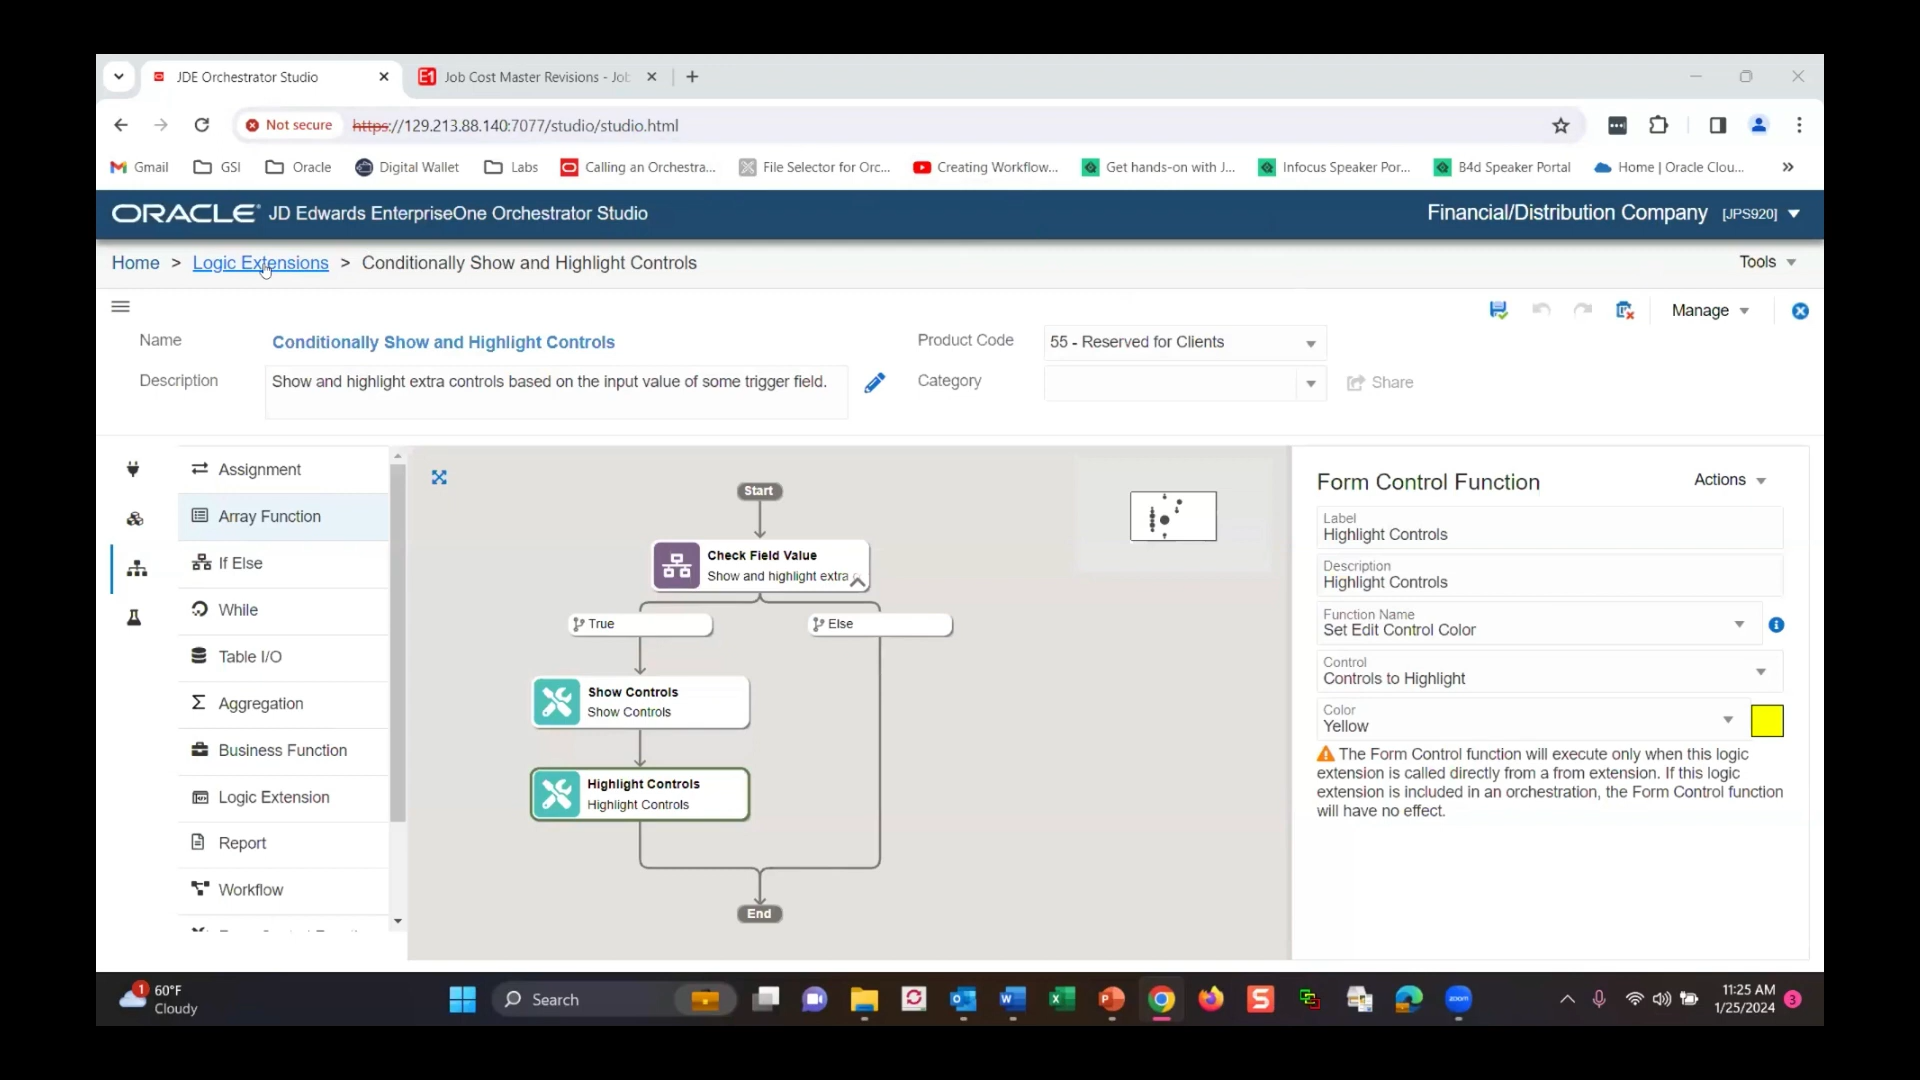 JDE Orchestrator Studio
Job Cost Master Revisions - Job
Not secure https://129.213.88.140:7077/studio/studio.html
Gmail GSI Oracle Digital Wallet Labs Calling an Orchestra... File Selector for Orc... Creating Workflow... Get hands-on with J... Infocus Speaker Por... B4d Speaker Portal Home | Oracle Clou... »
ORACLE JD Edwards EnterpriseOne Orchestrator Studio
Financial/Distribution Company [JPS920]
Home > Logic Extensions > Conditionally Show and Highlight Controls
Tools
Manage
Name Conditionally Show and Highlight Controls
Product Code 55 - Reserved for Clients
Description Show and highlight extra controls based on the input value of some trigger field.
Category
Share
Assignment
Array Function
If Else
While
Table I/O
Aggregation
Business Function
Logic Extension
Report
Workflow
Start
Check Field Value
Show and highlight extra
True
Else
Show Controls
Show Controls
Highlight Controls
Highlight Controls
End
Form Control Function
Actions
Label
Highlight Controls
Description
Highlight Controls
Function Name
Set Edit Control Color
Control
Controls to Highlight
Color
Yellow
The Form Control function will execute only when this logic
extension is called directly from a from extension. If this logic
extension is included in an orchestration, the Form Control function
will have no effect.
1
60°F
Cloudy
Search
zoom
11:25 AM
1/25/2024
3